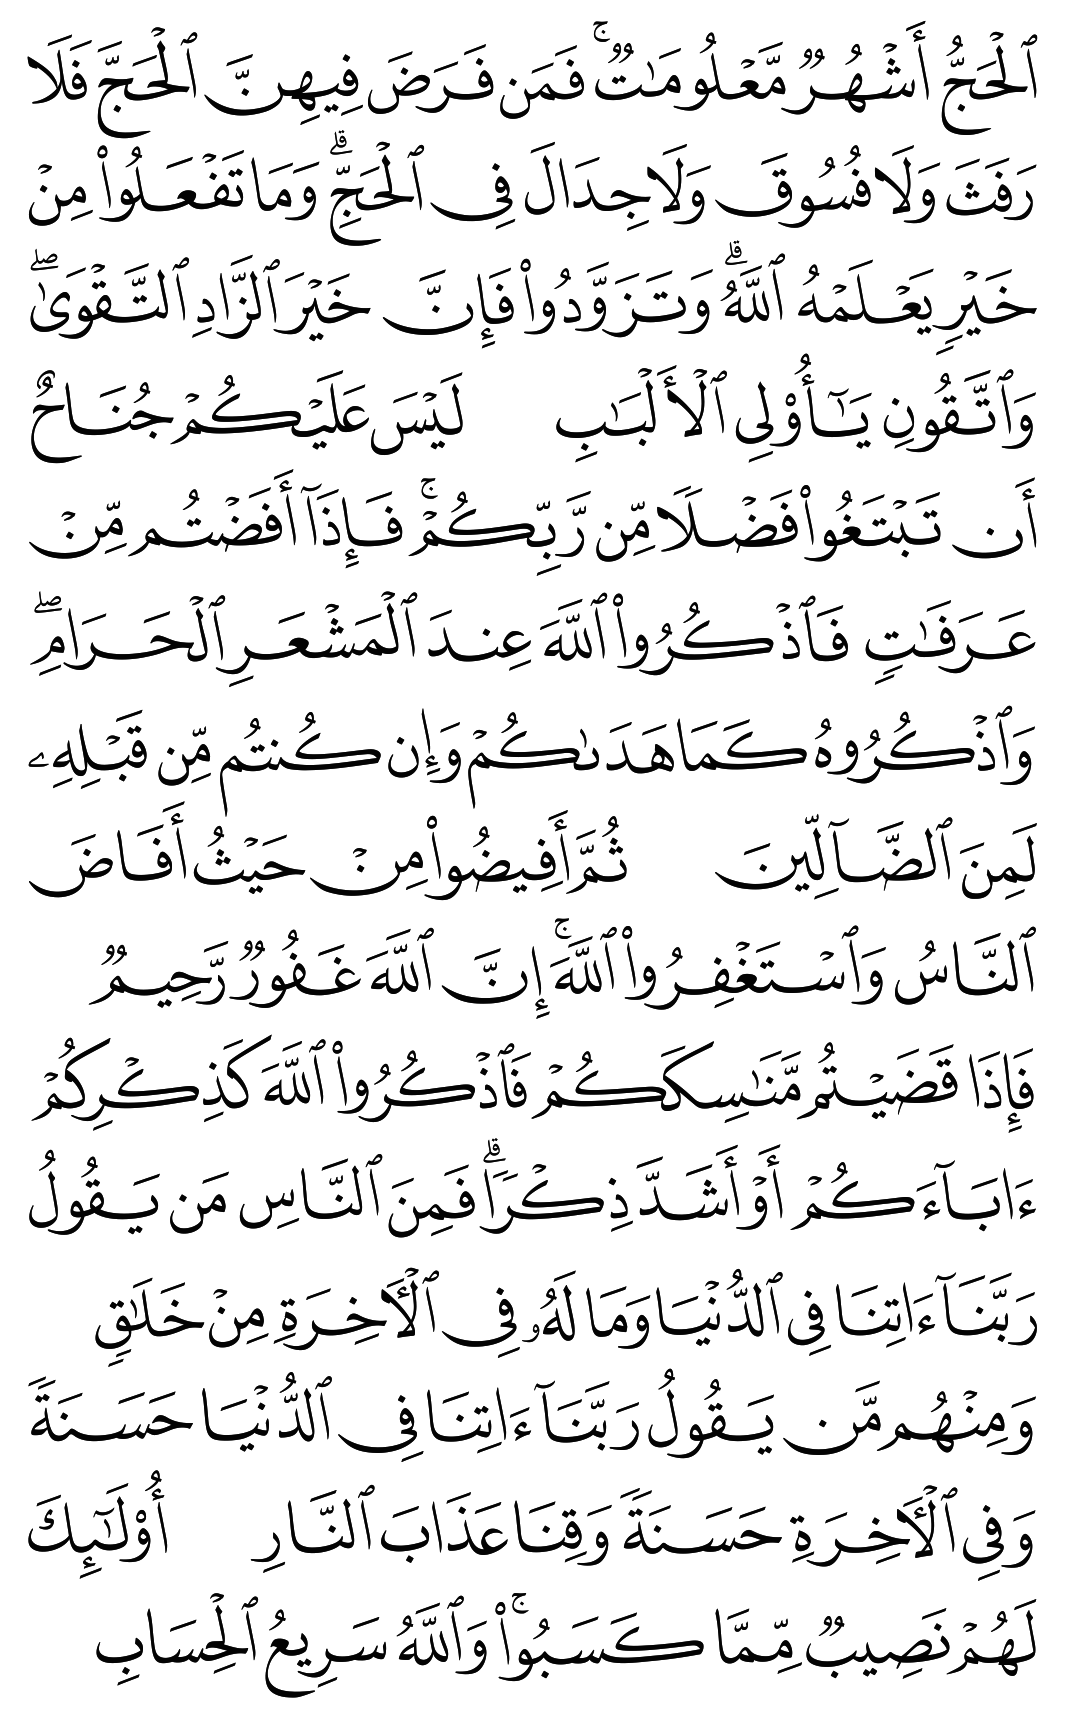 ٱلۡحَجُّ أَشۡهُرٞ مَّعۡلُومَٰتٞۚ فَمَن فَرَضَ فِيهِنَّ ٱلۡحَجَّ فَلَا
رَفَثَ وَلَا فُسُوقَ وَلَا جِدَالَ فِي ٱلۡحَجِّۗ وَمَا تَفۡعَلُواْ مِنۡ
خَيۡرٖ يَعۡلَمۡهُ ٱللَّهُۗ وَتَزَوَّدُواْ فَإِنَّ خَيۡرَ ٱلزَّادِ ٱلتَّقۡوَىٰۖ
وَٱتَّقُونِ يَٰٓأُوْلِي ٱلۡأَلۡبَٰبِ لَيۡسَ عَلَيۡكُمۡ جُنَاحٌ
أَن تَبۡتَغُواْ فَضۡلٗا مِّن رَّبِّكُمۡۚ فَإِذَآ أَفَضۡتُم مِّنۡ
عَرَفَٰتٖ فَٱذۡكُرُواْ ٱللَّهَ عِندَ ٱلۡمَشۡعَرِ ٱلۡحَرَامِۖ
وَٱذۡكُرُوهُ كَمَا هَدَىٰكُمۡ وَإِن كُنتُم مِّن قَبۡلِهِۦ
لَمِنَ ٱلضَّآلِّينَ ثُمَّ أَفِيضُواْ مِنۡ حَيۡثُ أَفَاضَ
ٱلنَّاسُ وَٱسۡتَغۡفِرُواْ ٱللَّهَۚ إِنَّ ٱللَّهَ غَفُورٞ رَّحِيمٞ
فَإِذَا قَضَيۡتُم مَّنَٰسِكَكُمۡ فَٱذۡكُرُواْ ٱللَّهَ كَذِكۡرِكُمۡ
ءَابَآءَكُمۡ أَوۡ أَشَدَّ ذِكۡرٗاۗ فَمِنَ ٱلنَّاسِ مَن يَقُولُ
رَبَّنَآ ءَاتِنَا فِي ٱلدُّنۡيَا وَمَا لَهُۥ فِي ٱلۡأٓخِرَةِ مِنۡ خَلَٰقٖ
وَمِنۡهُم مَّن يَقُولُ رَبَّنَآ ءَاتِنَا فِي ٱلدُّنۡيَا حَسَنَةٗ
وَفِي ٱلۡأٓخِرَةِ حَسَنَةٗ وَقِنَا عَذَابَ ٱلنَّارِ أُوْلَٰٓئِكَ
لَهُمۡ نَصِيبٞ مِّمَّا كَسَبُواْۚ وَٱللَّهُ سَرِيعُ ٱلۡحِسَابِ